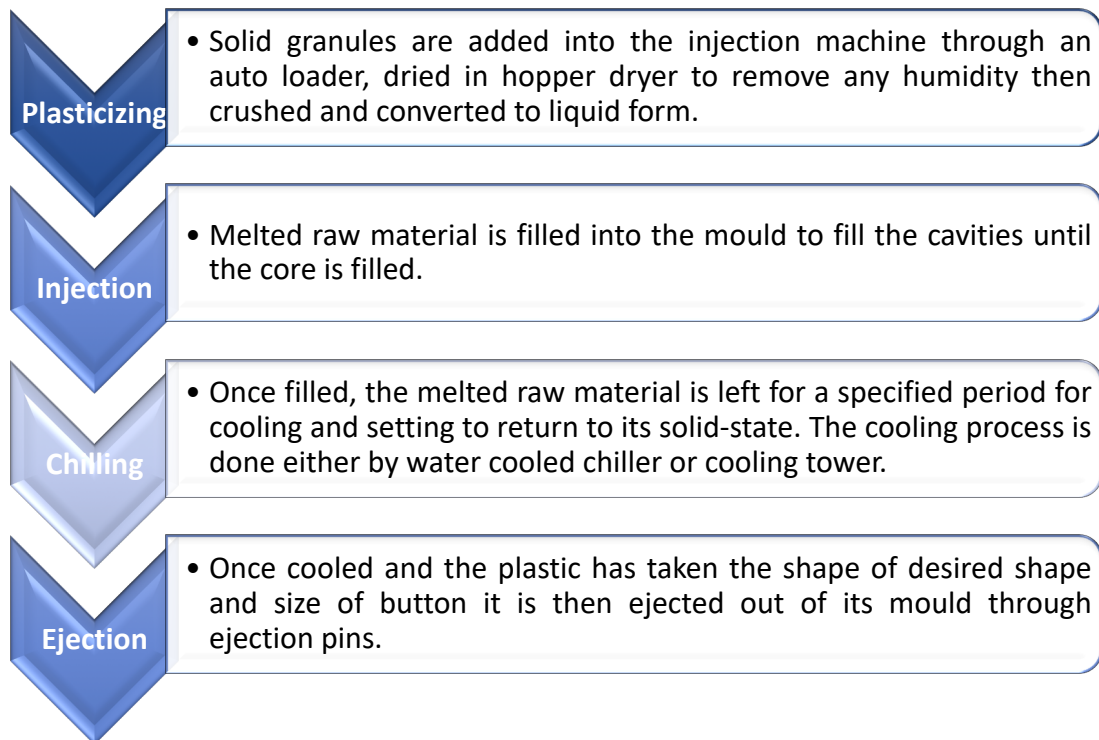 Plasticizing
• Solid granules are added into the injection machine through an
auto loader, dried in hopper dryer to remove any humidity then
crushed and converted to liquid form.
Injection
• Melted raw material is filled into the mould to fill the cavities until
the core is filled.
Chilling
• Once filled, the melted raw material is left for a specified period for
cooling and setting to return to its solid-state. The cooling process is
done either by water cooled chiller or cooling tower.
Ejection
• Once cooled and the plastic has taken the shape of desired shape
and size of button it is then ejected out of its mould through
ejection pins.